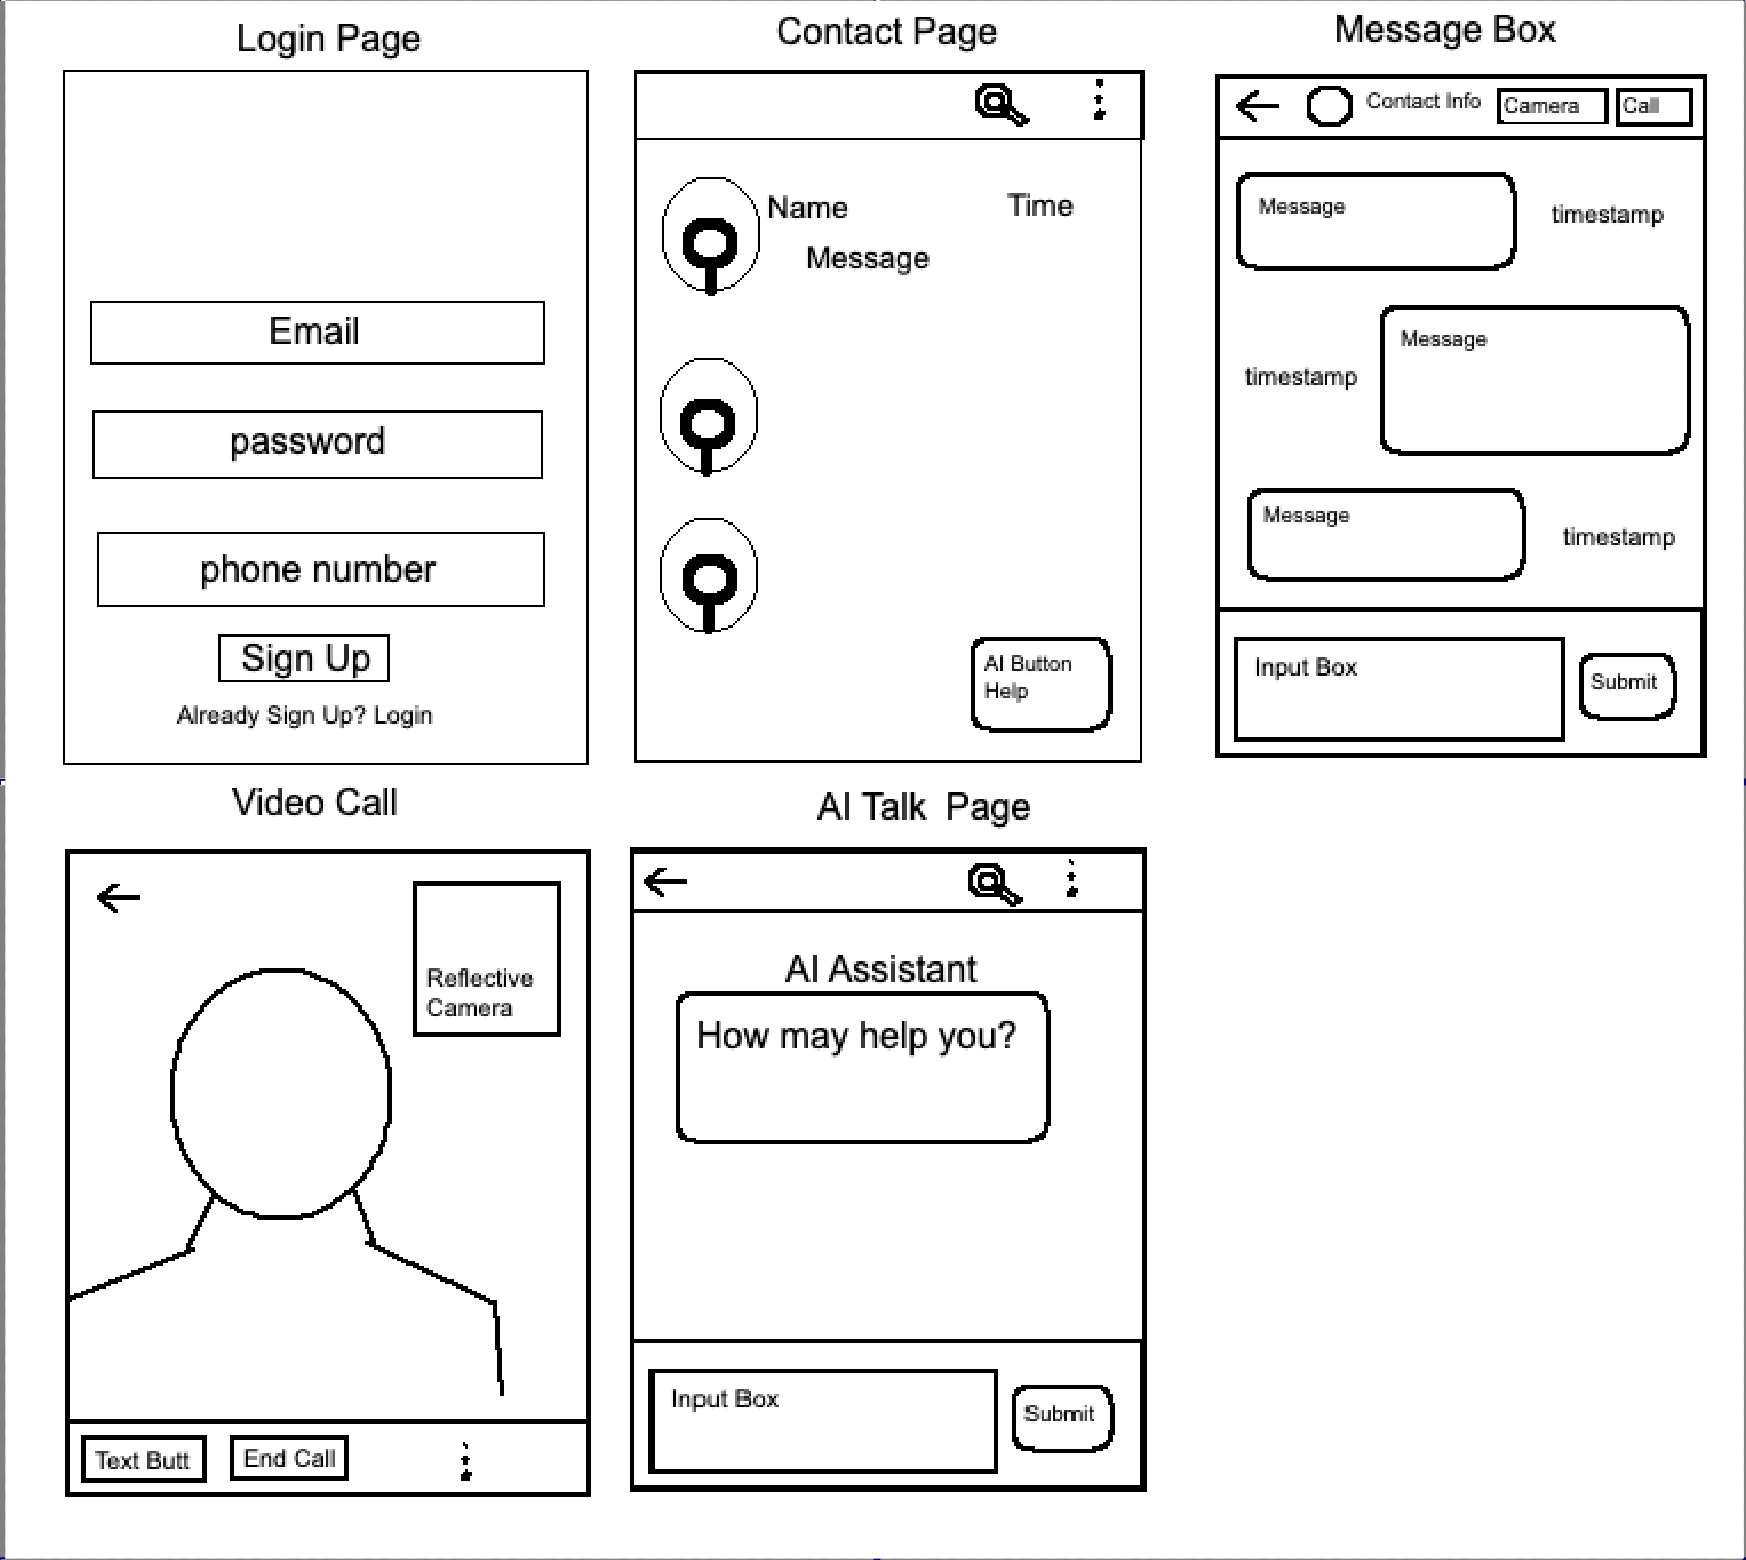 Login Page
Email
password
phone number
Sign Up
Already Sign Up? Login
Contact Page
Name
Time
Message
AI Button
Help
Message Box
Contact Info
Camera
Call
Message
timestamp
timestamp
Message
Message
timestamp
Input Box
Submit
Video Call
Reflective
Camera
Text Butt
End Call
AI Talk Page
AI Assistant
How may help you?
Input Box
Submit